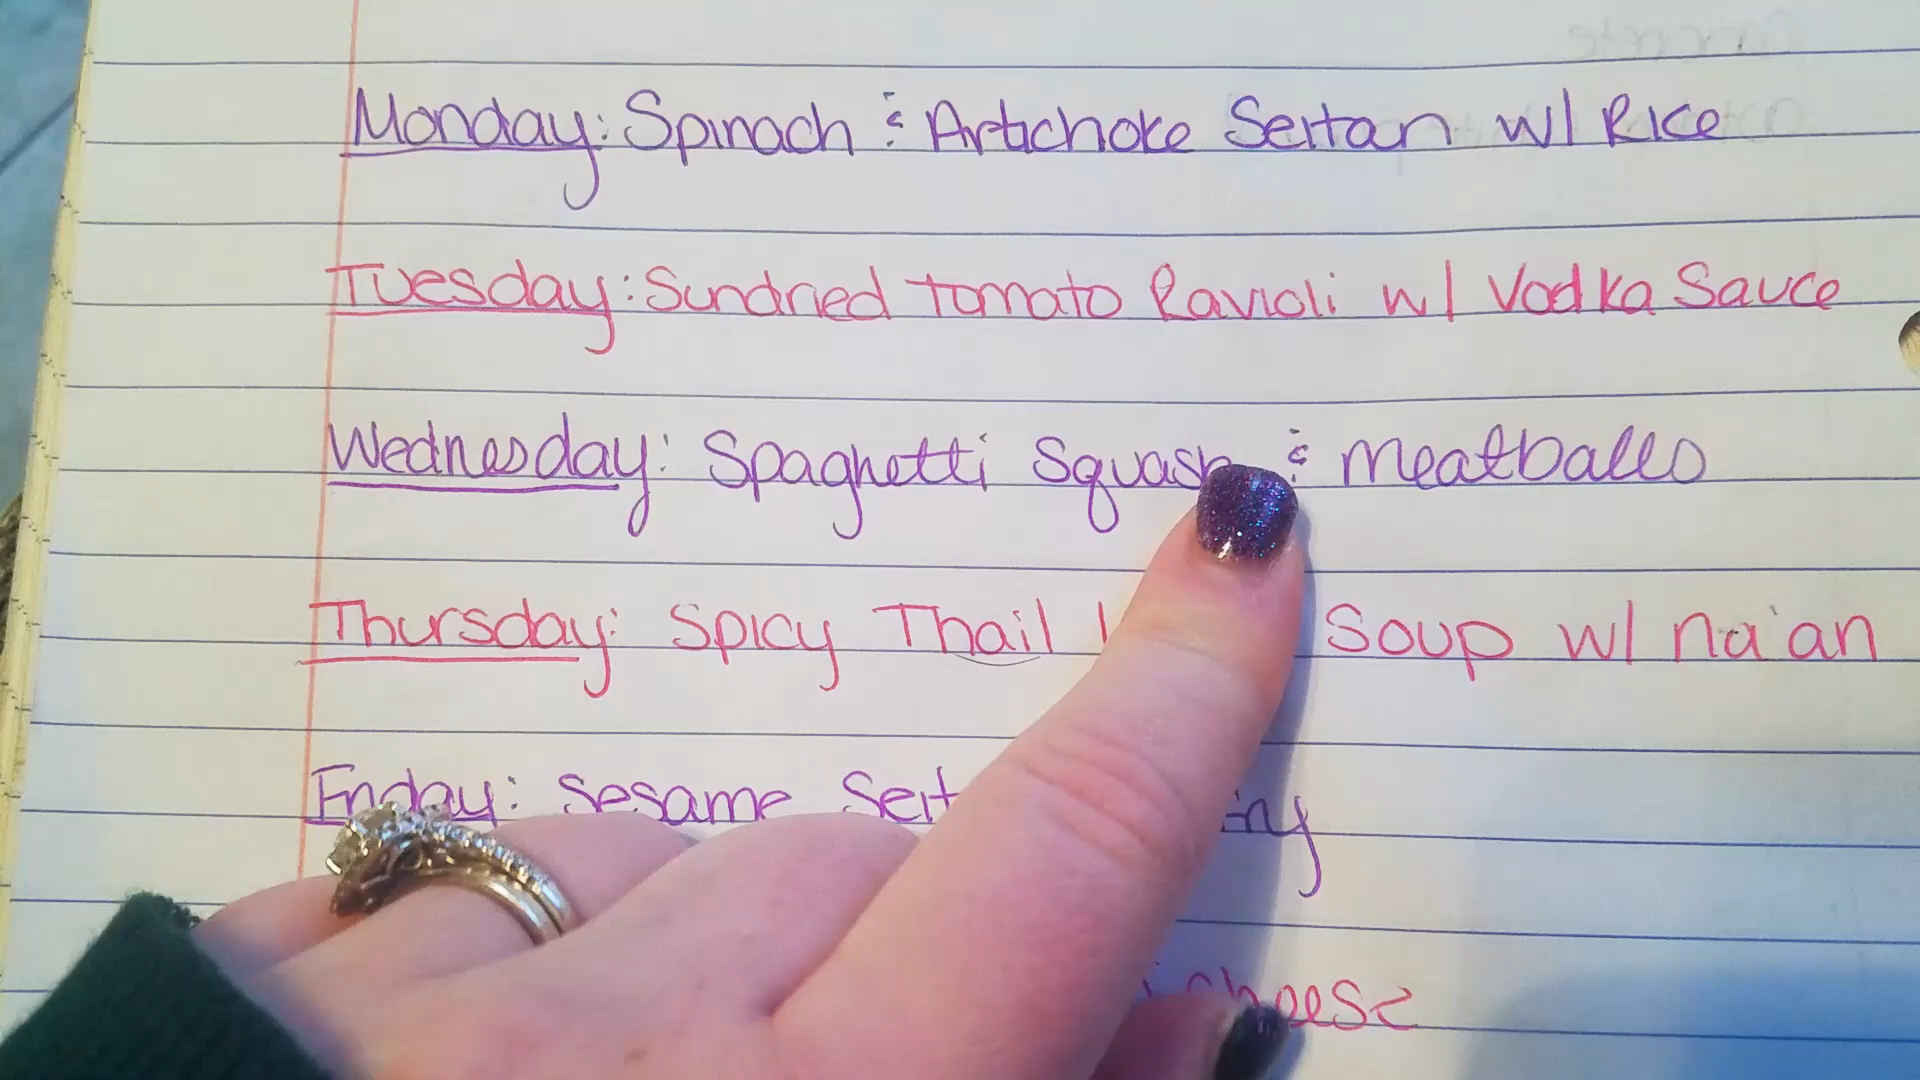 Monday: Spinach & Artichoke Seitan w/ Rice
Tuesday: Sundried tomato Ravioli w/ Vodka Sauce
Wednesday: Spaghetti Squash & meatballs
Thursday: Spicy Thail Soup w/ na'an
Friday: Sesame
cheese